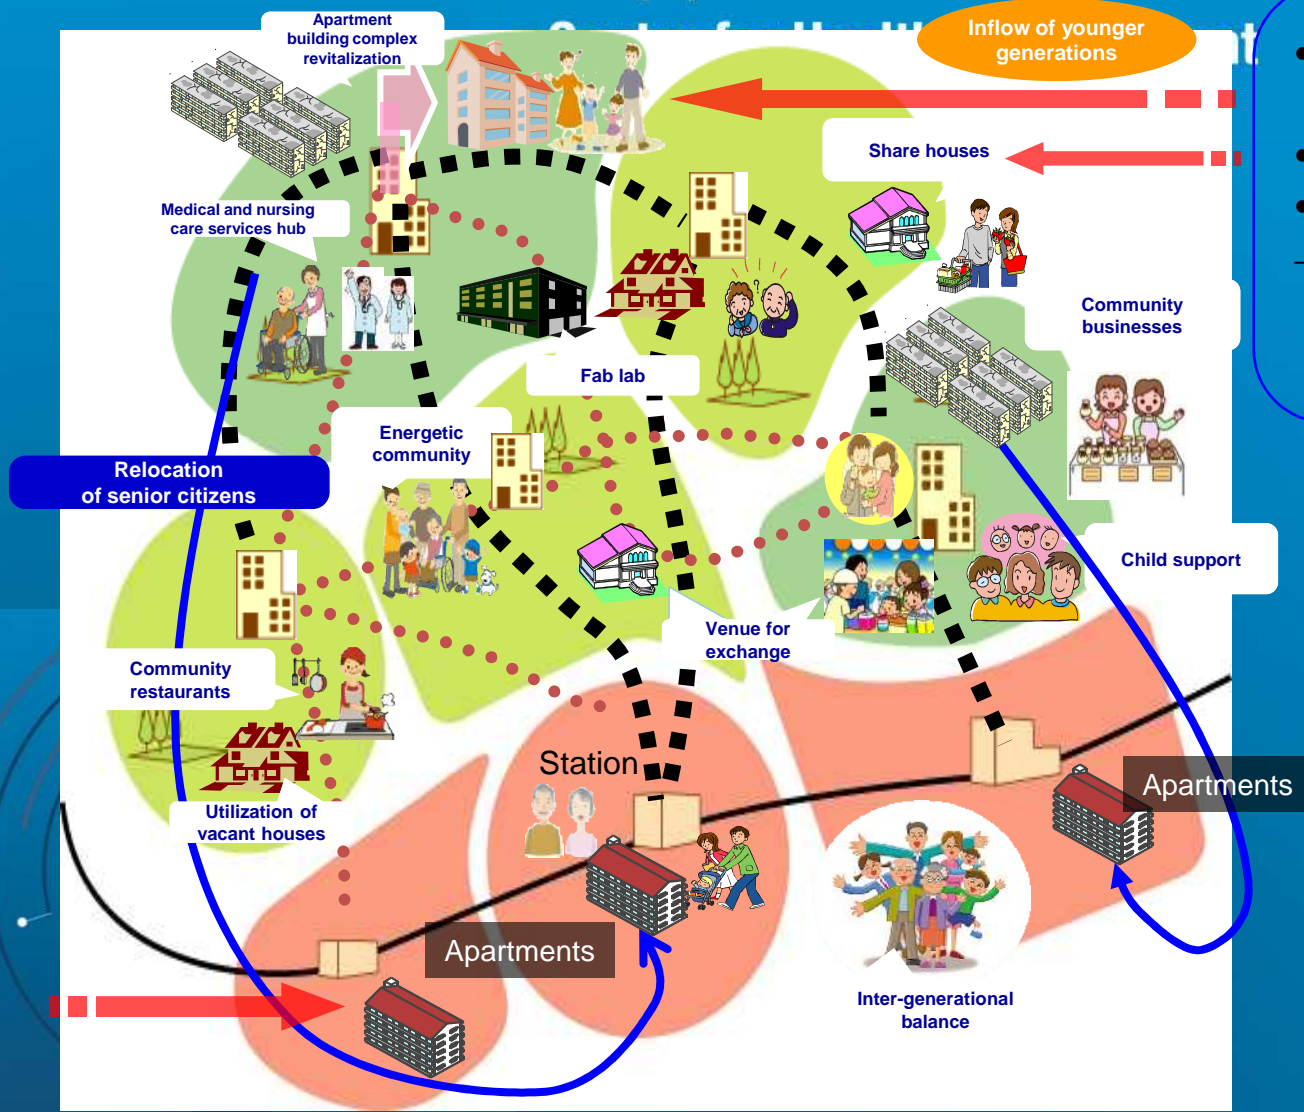 Apartment
building complex
revitalization
Inflow of younger
generations
Share houses
Medical and nursing
care services hub
Community
businesses
Fab lab
Energetic
community
Relocation
of senior citizens
Child support
Venue for
exchange
Community
restaurants
Station
Apartments
Utilization of
vacant houses
Apartments
Inter-generational
balance